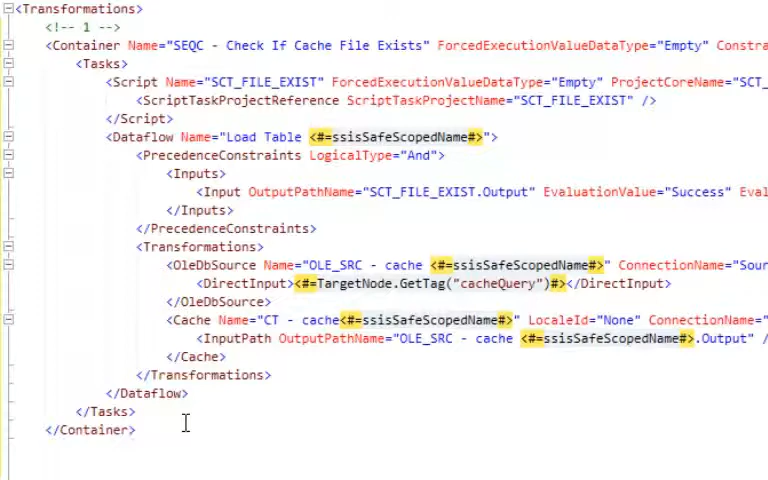 <Transformations>
<!-- 1 -->
<Container Name="SEQC - Check If Cache File Exists" ForcedExecutionValueDataType="Empty" Constra
<Tasks>
<Script Name="SCT_FILE_EXIST" ForcedExecutionValueDataType="Empty" ProjectCoreName="SCT_
<ScriptTaskProjectReference ScriptTaskProjectName="SCT_FILE_EXIST" />
</Script>
<Dataflow Name="Load Table <#=ssisSafeScopedName#>">
<PrecedenceConstraints LogicalType="And">
<Inputs>
<Input OutputPathName="SCT_FILE_EXIST.Output" EvaluationValue="Success" Eval
</Inputs>
</PrecedenceConstraints>
<Transformations>
<OleDbSource Name="OLE_SRC - cache <#=ssisSafeScopedName#>" ConnectionName="Sour
<DirectInput><#=TargetNode.GetTag("cacheQuery")#></DirectInput>
</OleDbSource>
<Cache Name="CT - cache<#=ssisSafeScopedName#>" LocaleId="None" ConnectionName="
<InputPath OutputPathName="OLE_SRC - cache <#=ssisSafeScopedName#>.Output" /
</Cache>
</Transformations>
</Dataflow>
</Tasks>
</Container>